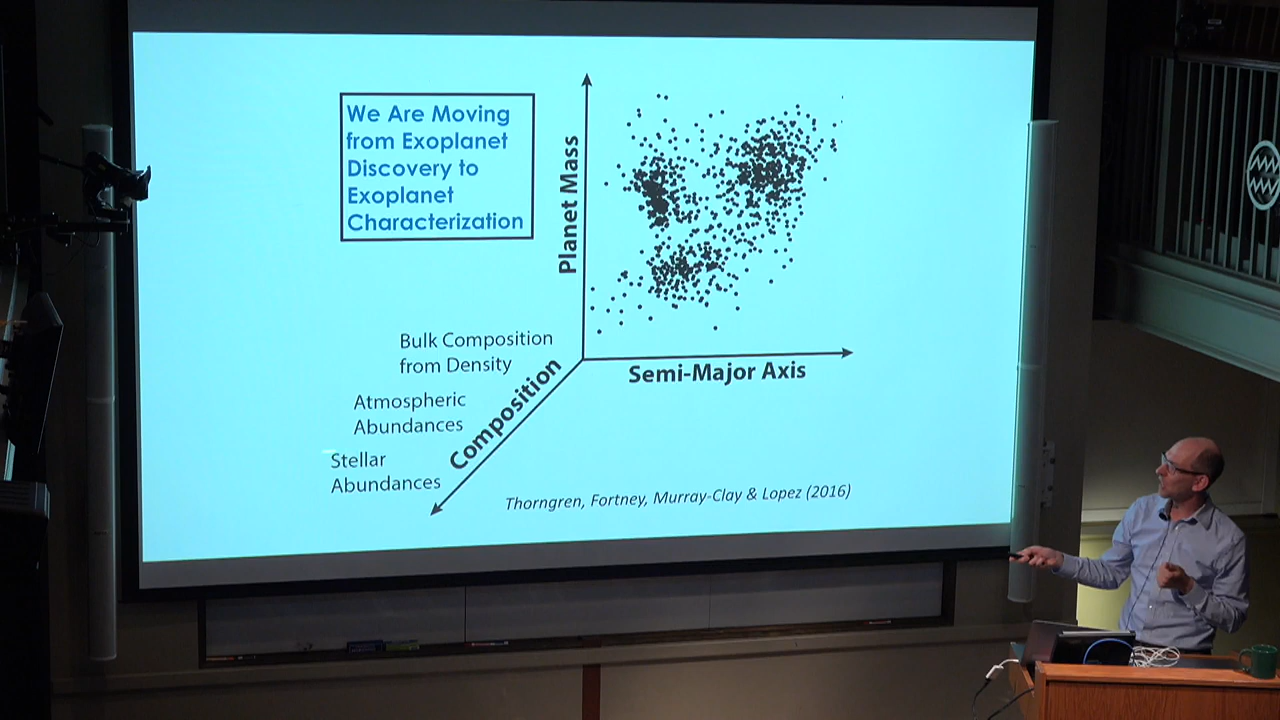 We Are Moving
from Exoplanet
Discovery to
Exoplanet
Characterization
Planet Mass
Semi-Major Axis
Composition
Bulk Composition
from Density
Atmospheric
Abundances
Stellar
Abundances
Thorngren, Fortney, Murray-Clay & Lopez (2016)